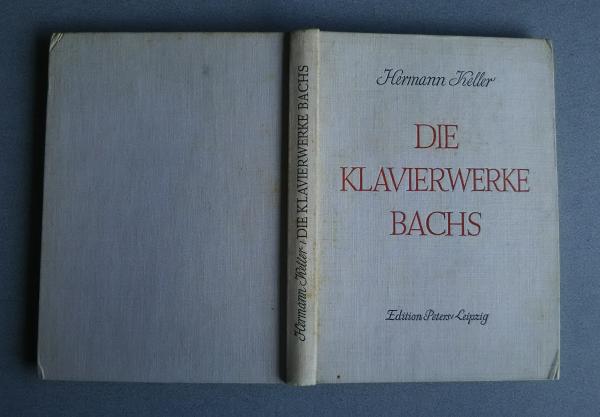 Hermann Keller
DIE
KLAVIERWERKE
BACHS
Edition Peters · Leipzig
Hermann Keller / DIE KLAVIERWERKE BACHS